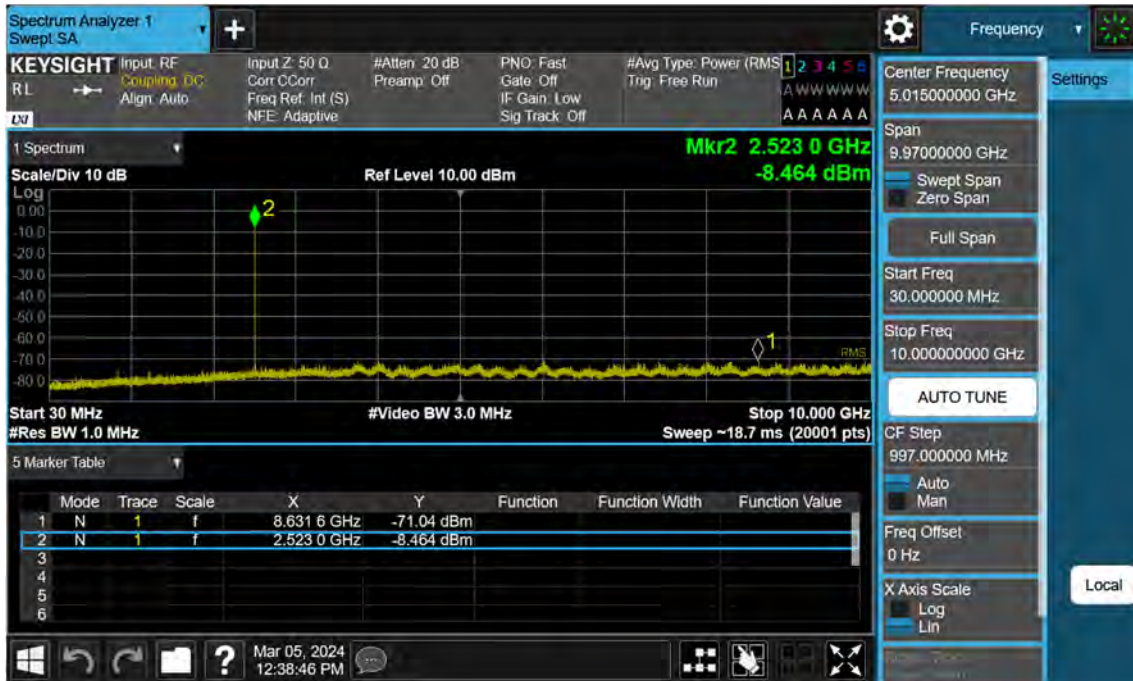 Spectrum Analyzer 1
Swept SA
+
Frequency
KEYSIGHT
RL
LXI
Input: RF
Coupling: DC
Align: Auto
Input Z: 50 Ω
Corr CCorr
Freq Ref: Int (S)
NFE: Adaptive
#Atten: 20 dB
Preamp: Off
PNO: Fast
Gate: Off
IF Gain: Low
Sig Track: Off
#Avg Type: Power (RMS
Trig: Free Run
1 2 3 4 5 6
A W W W W W
A A A A A A
1 Spectrum
Mkr2 2.523 0 GHz
Scale/Div 10 dB
Ref Level 10.00 dBm
-8.464 dBm
Log
0.00
-10.0
-20.0
-30.0
-40.0
-50.0
-60.0
-70.0
-80.0
2
1
RMS
Start 30 MHz
#Video BW 3.0 MHz
Stop 10.000 GHz
#Res BW 1.0 MHz
Sweep ~18.7 ms (20001 pts)
5 Marker Table
Mode Trace Scale X Y Function Function Width Function Value
1 N 1 f 8.631 6 GHz -71.04 dBm
2 N 1 f 2.523 0 GHz -8.464 dBm
3
4
5
6
?
Mar 05, 2024
12:38:46 PM
Center Frequency
5.015000000 GHz
Settings
Span
9.97000000 GHz
Swept Span
Zero Span
Full Span
Start Freq
30.000000 MHz
Stop Freq
10.000000000 GHz
AUTO TUNE
CF Step
997.000000 MHz
Auto
Man
Freq Offset
0 Hz
X Axis Scale
Log
Lin
Local